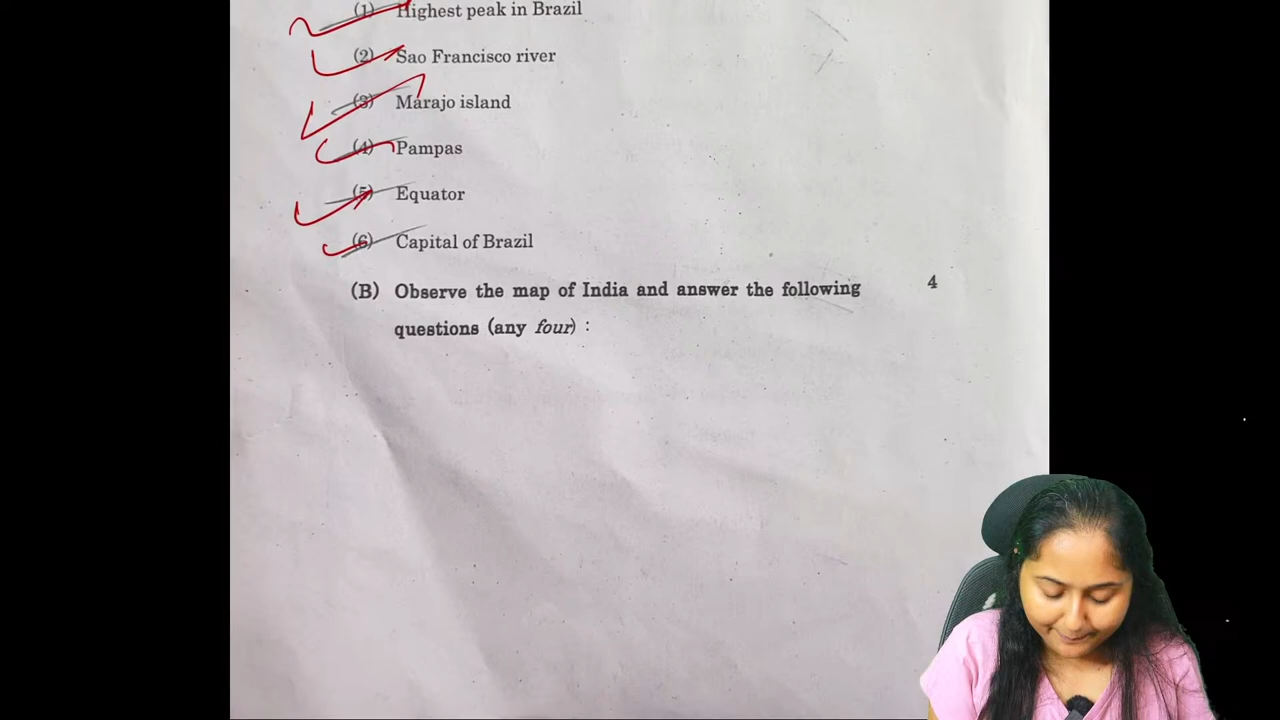 (1) Highest peak in Brazil
(2) Sao Francisco river
(3) Marajo island
(4) Pampas
(5) Equator
(6) Capital of Brazil
(B) Observe the map of India and answer the following 4
questions (any four) :